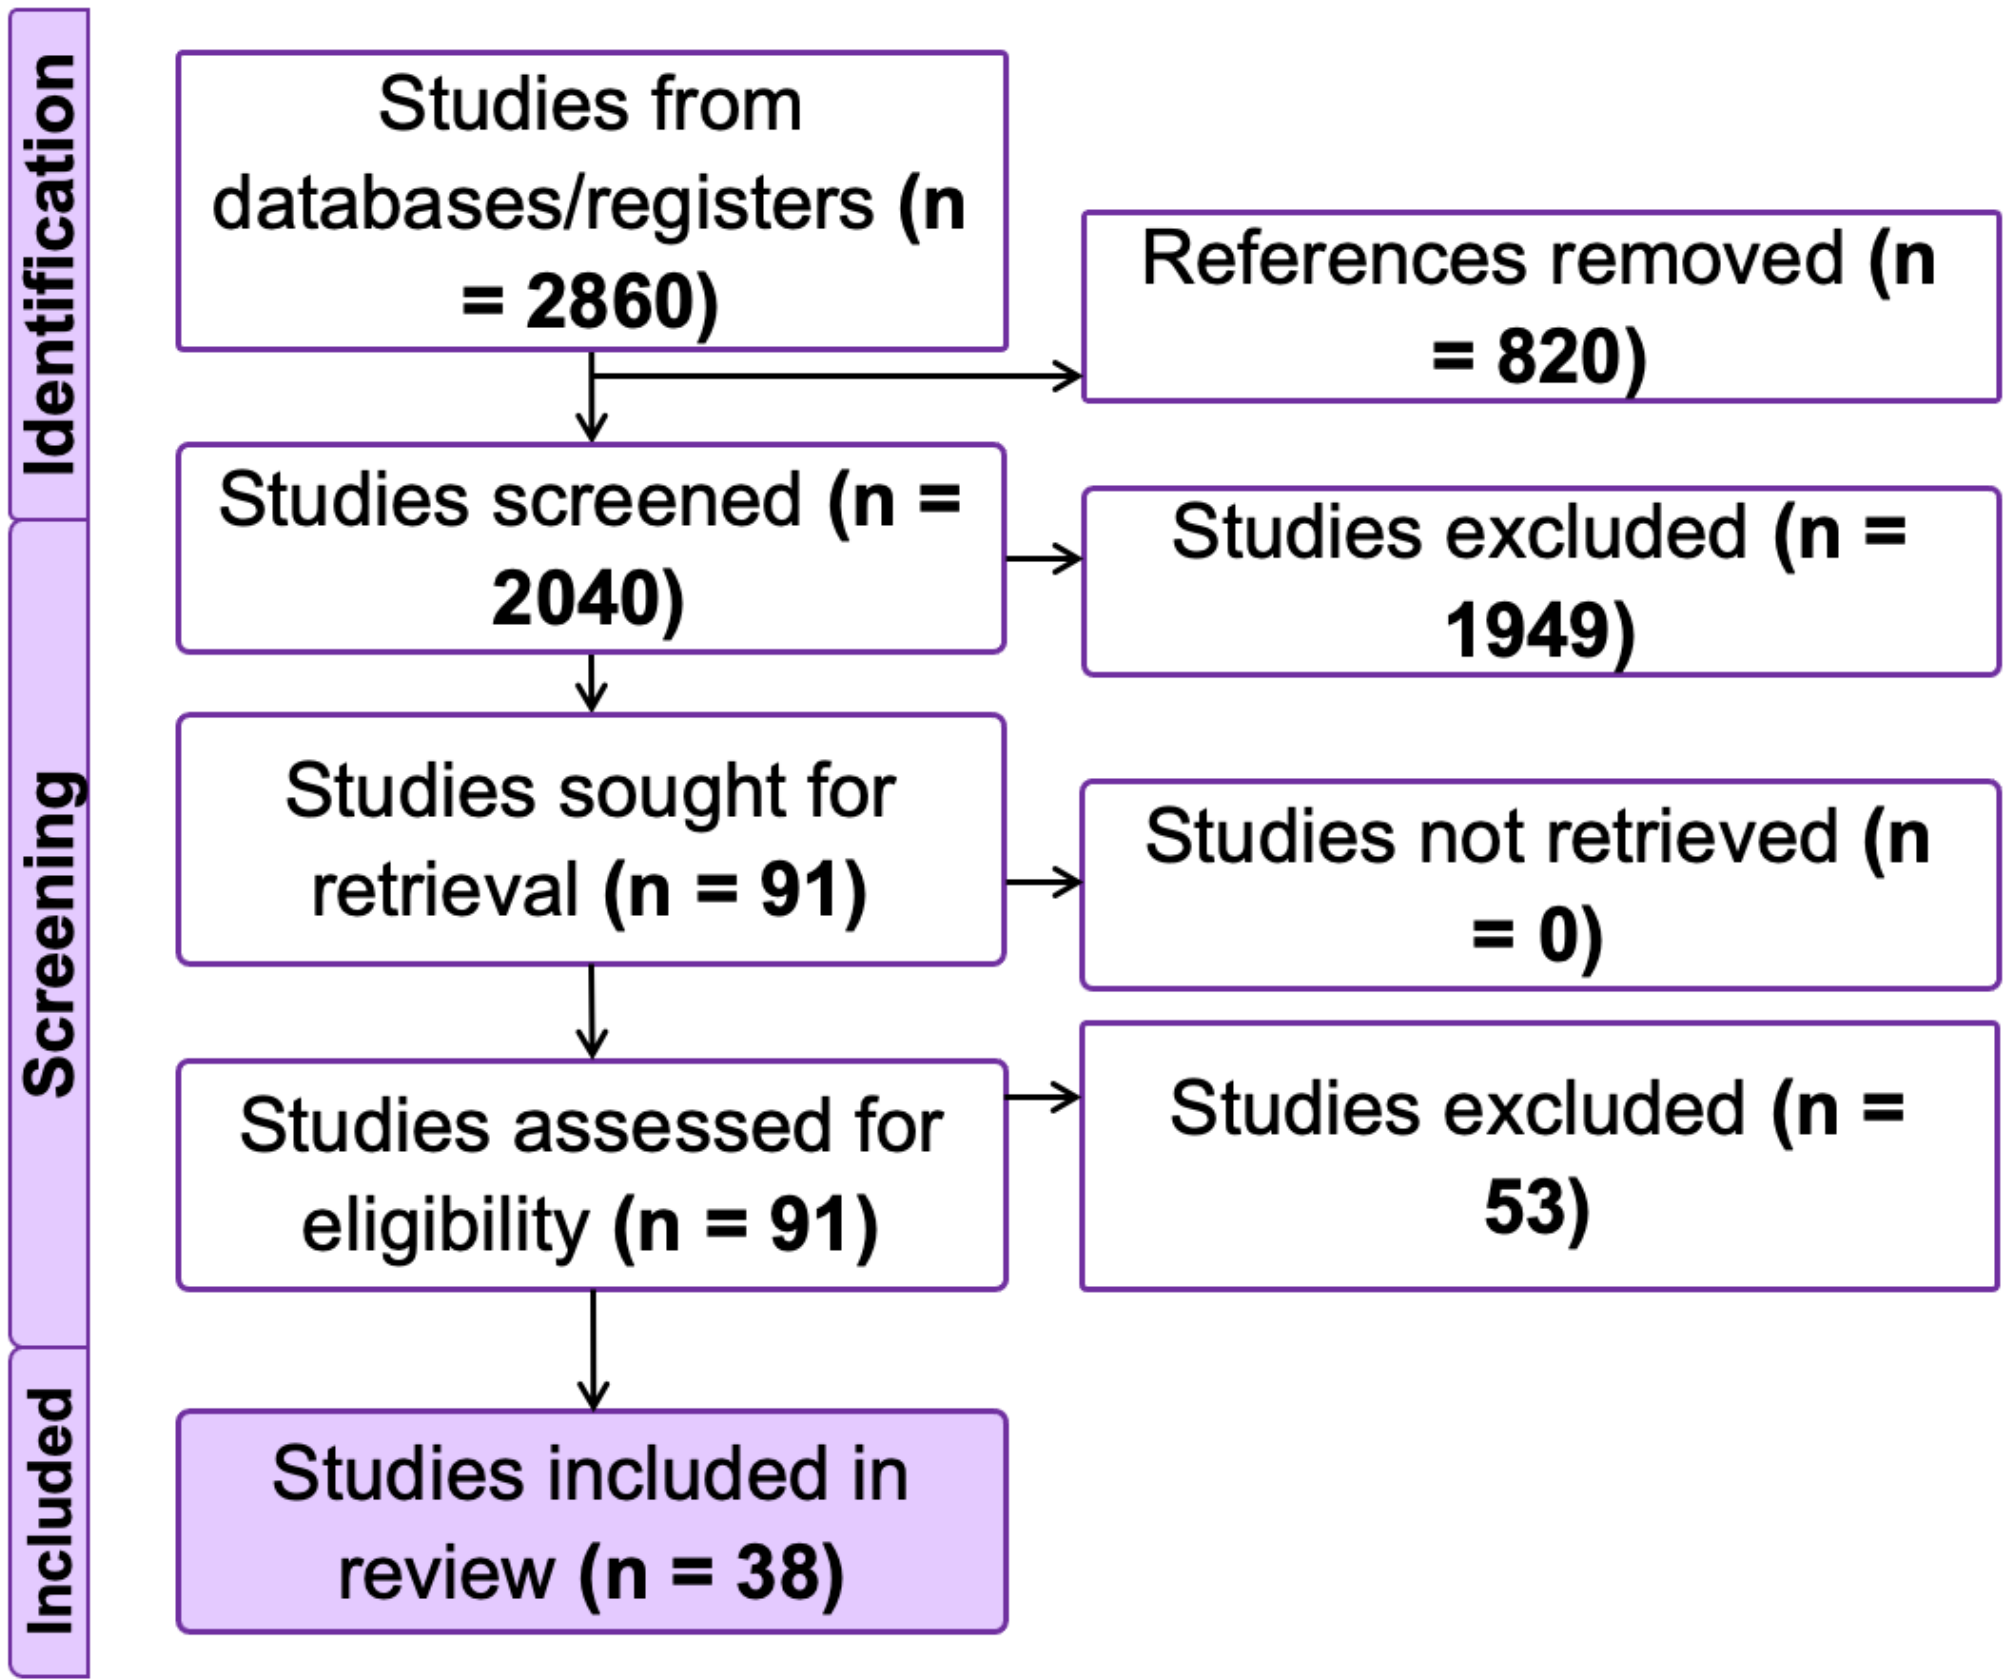 Identification
Studies from
databases/registers (n
= 2860)
References removed (n
= 820)
Screening
Studies screened (n =
2040)
Studies excluded (n =
1949)
Studies sought for
retrieval (n = 91)
Studies not retrieved (n
= 0)
Studies assessed for
eligibility (n = 91)
Studies excluded (n =
53)
Included
Studies included in
review (n = 38)